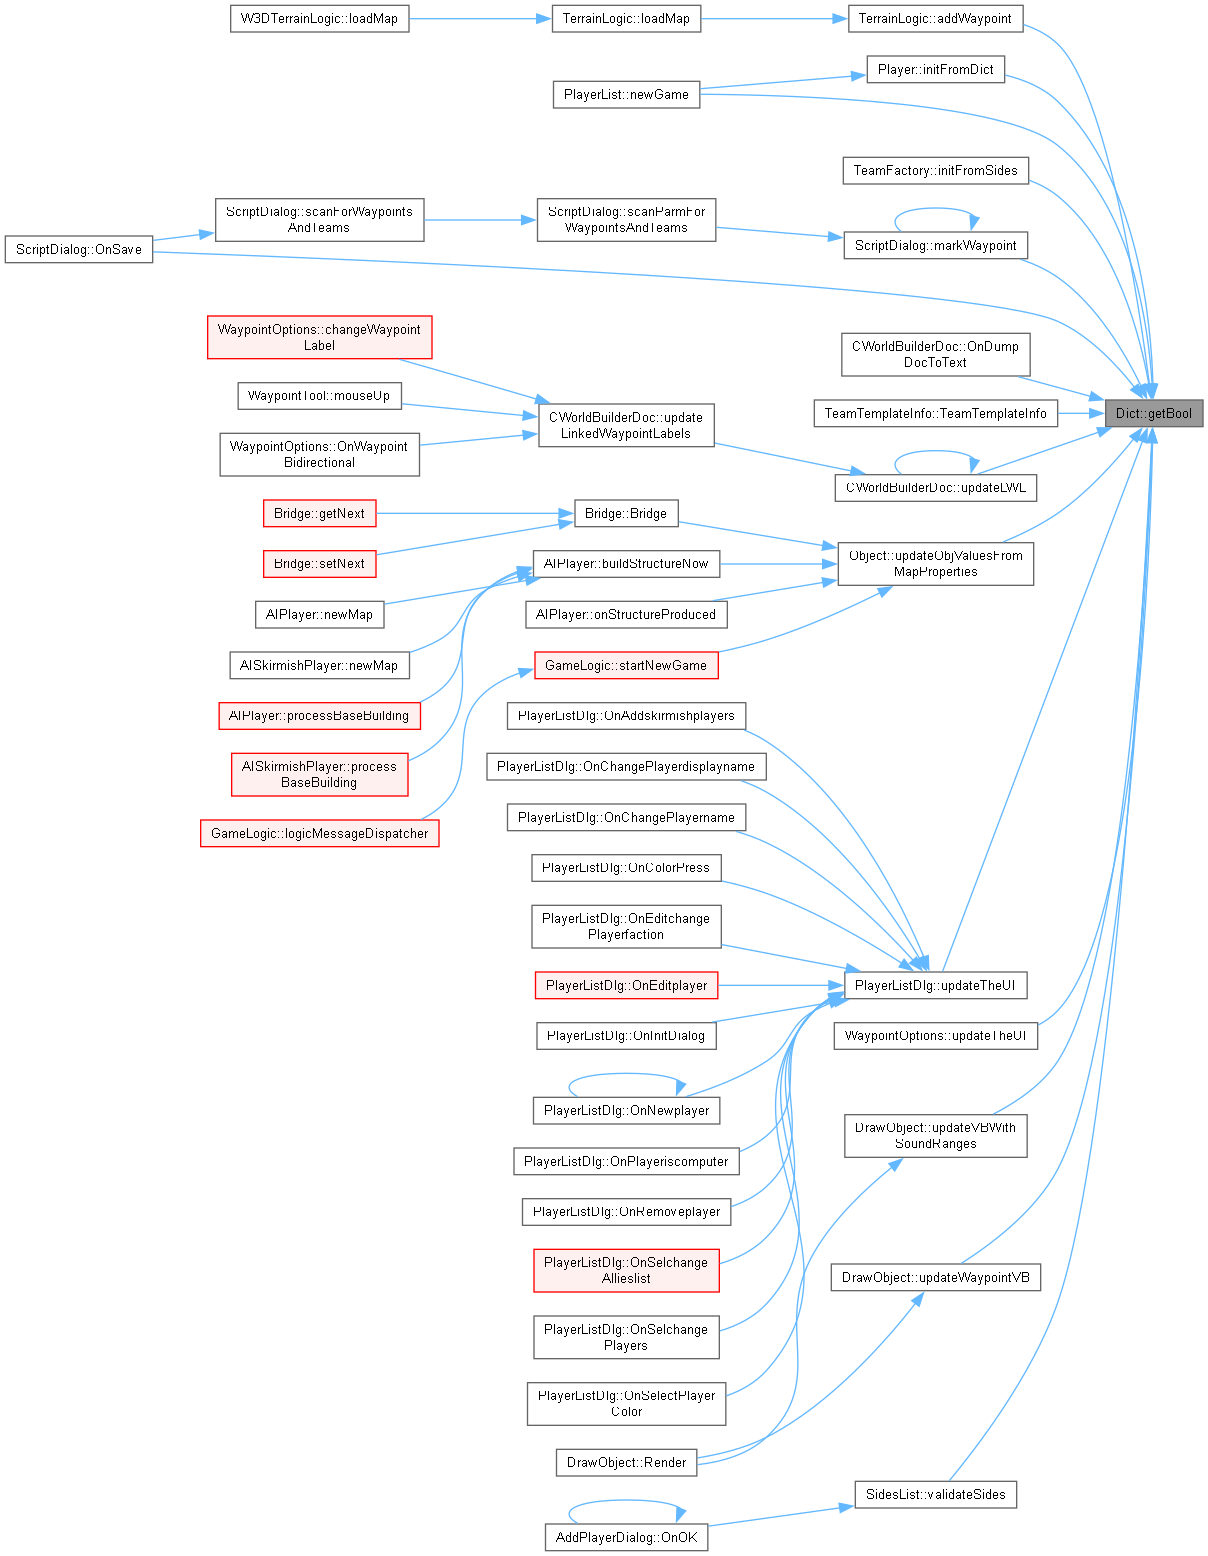 W3DTerrainLogic::loadMap
TerrainLogic::loadMap
TerrainLogic::addWaypoint
Player::initFromDict
PlayerList::newGame
TeamFactory::initFromSides
ScriptDialog::scanForWaypoints
AndTeams
ScriptDialog::scanParmFor
WaypointsAndTeams
ScriptDialog::markWaypoint
ScriptDialog::OnSave
WaypointOptions::changeWaypoint
Label
CWorldBuilderDoc::OnDump
DocToText
WaypointTool::mouseUp
CWorldBuilderDoc::update
LinkedWaypointLabels
TeamTemplateInfo::TeamTemplateInfo
Dict::getBool
WaypointOptions::OnWaypoint
Bidirectional
CWorldBuilderDoc::updateLWL
Bridge::getNext
Bridge::Bridge
Bridge::setNext
AIPlayer::buildStructureNow
Object::updateObjValuesFrom
MapProperties
AIPlayer::newMap
AIPlayer::onStructureProduced
AISkirmishPlayer::newMap
GameLogic::startNewGame
AIPlayer::processBaseBuilding
PlayerListDlg::OnAddskirmishplayers
AISkirmishPlayer::process
BaseBuilding
PlayerListDlg::OnChangePlayerdisplayname
GameLogic::logicMessageDispatcher
PlayerListDlg::OnChangePlayername
PlayerListDlg::OnColorPress
PlayerListDlg::OnEditchange
Playerfaction
PlayerListDlg::OnEditplayer
PlayerListDlg::updateTheUI
PlayerListDlg::OnInitDialog
WaypointOptions::updateTheUI
PlayerListDlg::OnNewplayer
DrawObject::updateVBWith
SoundRanges
PlayerListDlg::OnPlayeriscomputer
PlayerListDlg::OnRemoveplayer
PlayerListDlg::OnSelchange
Allieslist
DrawObject::updateWaypointVB
PlayerListDlg::OnSelchange
Players
PlayerListDlg::OnSelectPlayer
Color
DrawObject::Render
SidesList::validateSides
AddPlayerDialog::OnOK